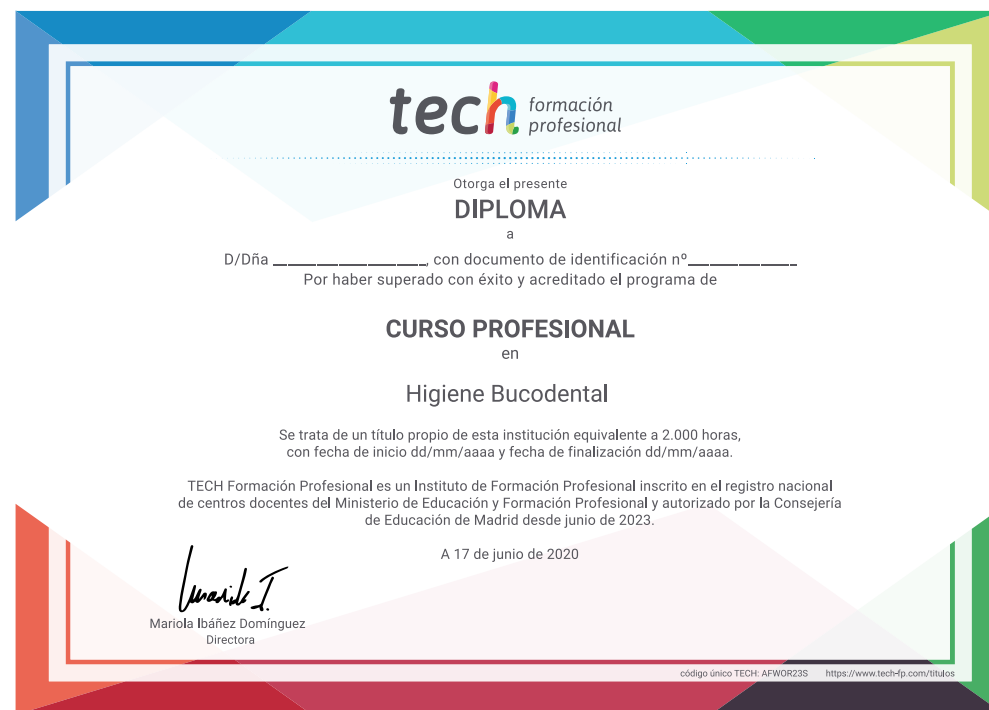 tech formación
profesional
Otorga el presente
DIPLOMA
a
D/Dña ____________________, con documento de identificación nº______________
Por haber superado con éxito y acreditado el programa de
CURSO PROFESIONAL
en
Higiene Bucodental
Se trata de un título propio de esta institución equivalente a 2.000 horas,
con fecha de inicio dd/mm/aaaa y fecha de finalización dd/mm/aaaa.
TECH Formación Profesional es un Instituto de Formación Profesional inscrito en el registro nacional
de centros docentes del Ministerio de Educación y Formación Profesional y autorizado por la Consejería
de Educación de Madrid desde junio de 2023.
A 17 de junio de 2020
Mariola Ibáñez Domínguez
Directora
código único TECH: AFWOR23S https://www.tech-fp.com/titulos